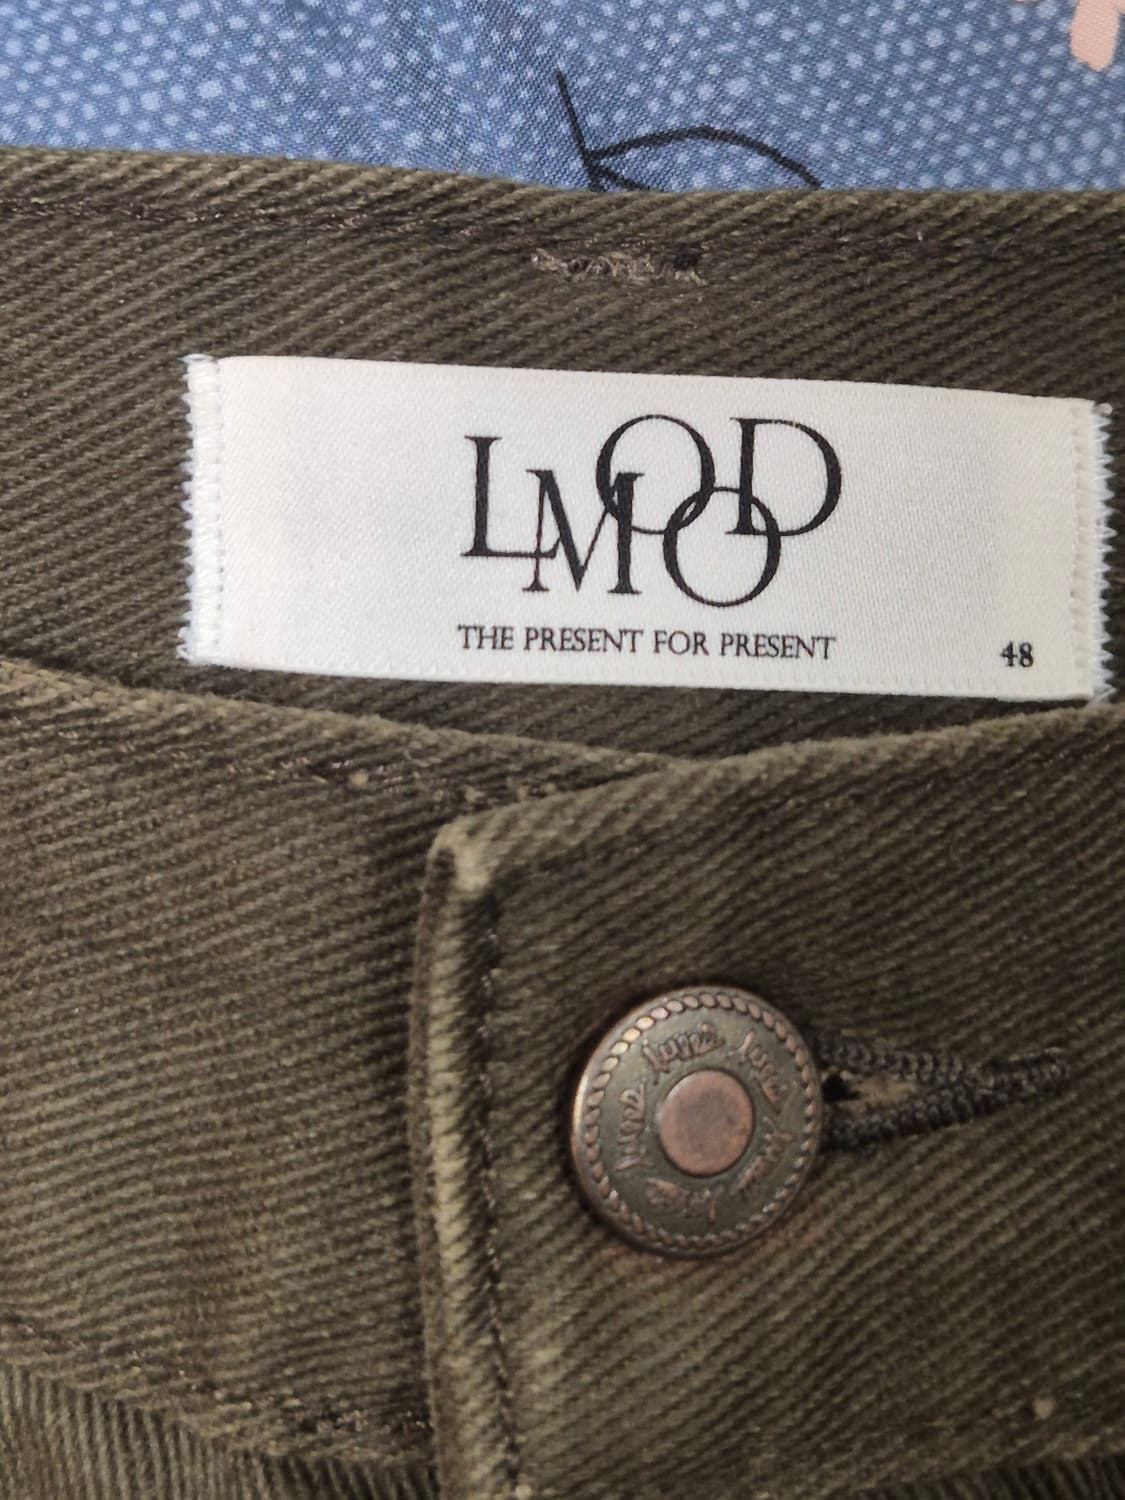 LMOOD
THE PRESENT FOR PRESENT
48